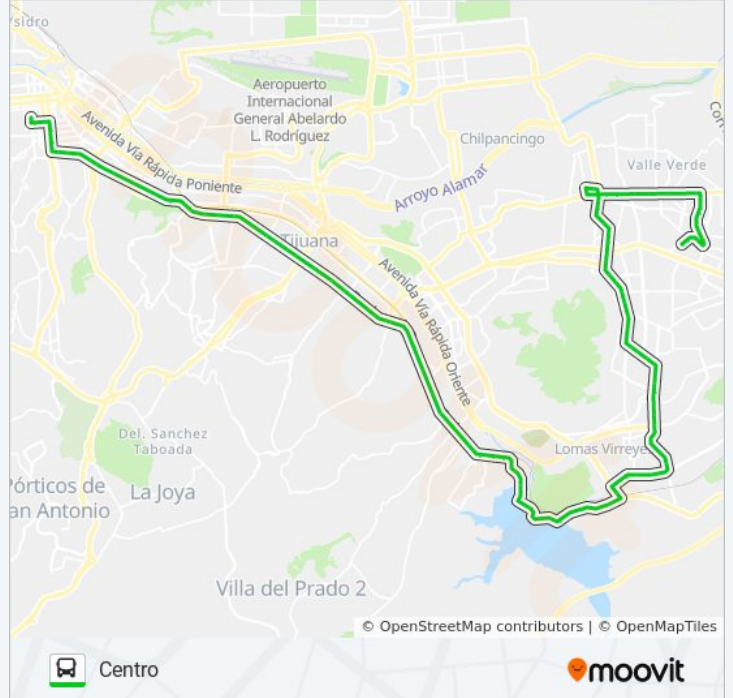 ysidro
Aeropuerto
Internacional
General Abelardo
L. Rodríguez
Avenida Vía Rápida Poniente
Chilpancingo
Corr
Valle Verde
Arroyo Alamar
Tijuana
Avenida Vía Rápida Oriente
Del. Sanchez
Taboada
Lomas Virreye
Pórticos de
an Antonio
La Joya
Villa del Prado 2
© OpenStreetMap contributors | © OpenMapTiles
Centro
moovit